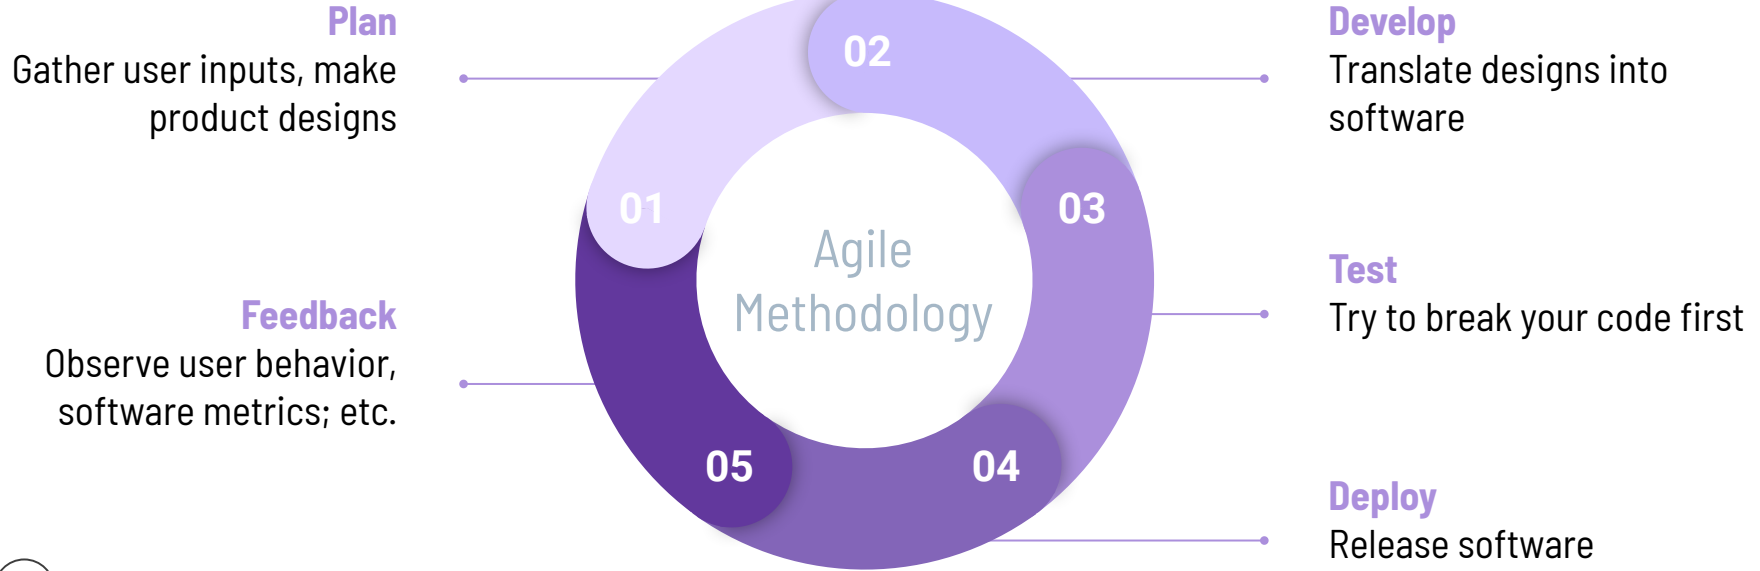 Plan
Gather user inputs, make
product designs
Feedback
Observe user behavior,
software metrics; etc.
01
02
03
04
05
Agile
Methodology
Develop
Translate designs into
software
Test
Try to break your code first
Deploy
Release software